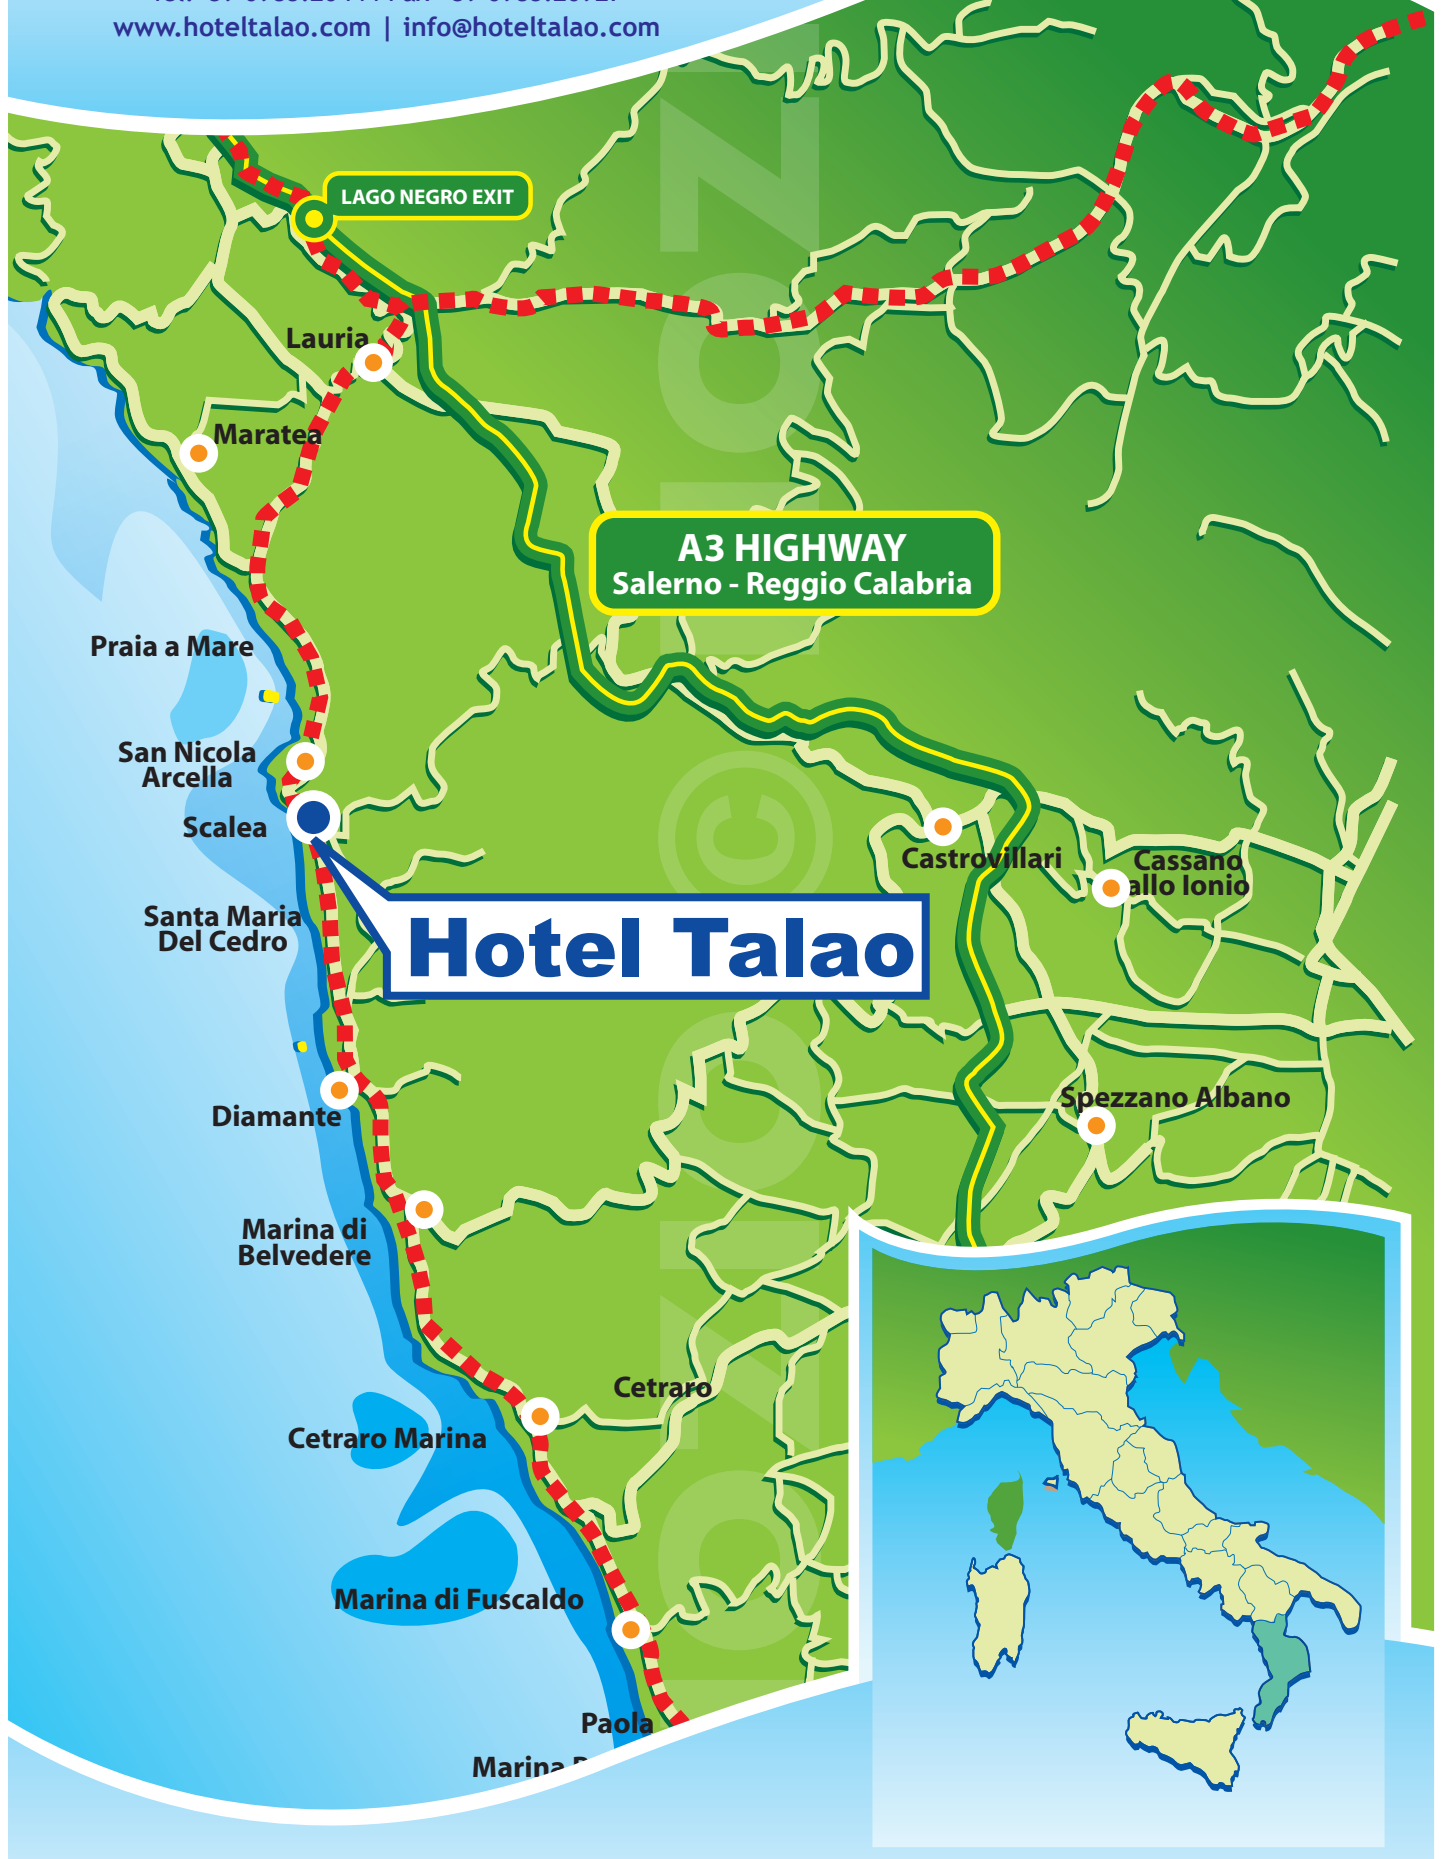 www.hoteltalao.com | info@hoteltalao.com
LAGO NEGRO EXIT
Lauria
Maratea
A3 HIGHWAY
Salerno - Reggio Calabria
Praia a Mare
San Nicola
Arcella
Scalea
Castrovillari
Cassano
allo Ionio
Santa Maria
Del Cedro
Hotel Talao
Spezzano Albano
Diamante
Marina di
Belvedere
Cetraro
Cetraro Marina
Marina di Fuscaldo
Paola
Marina